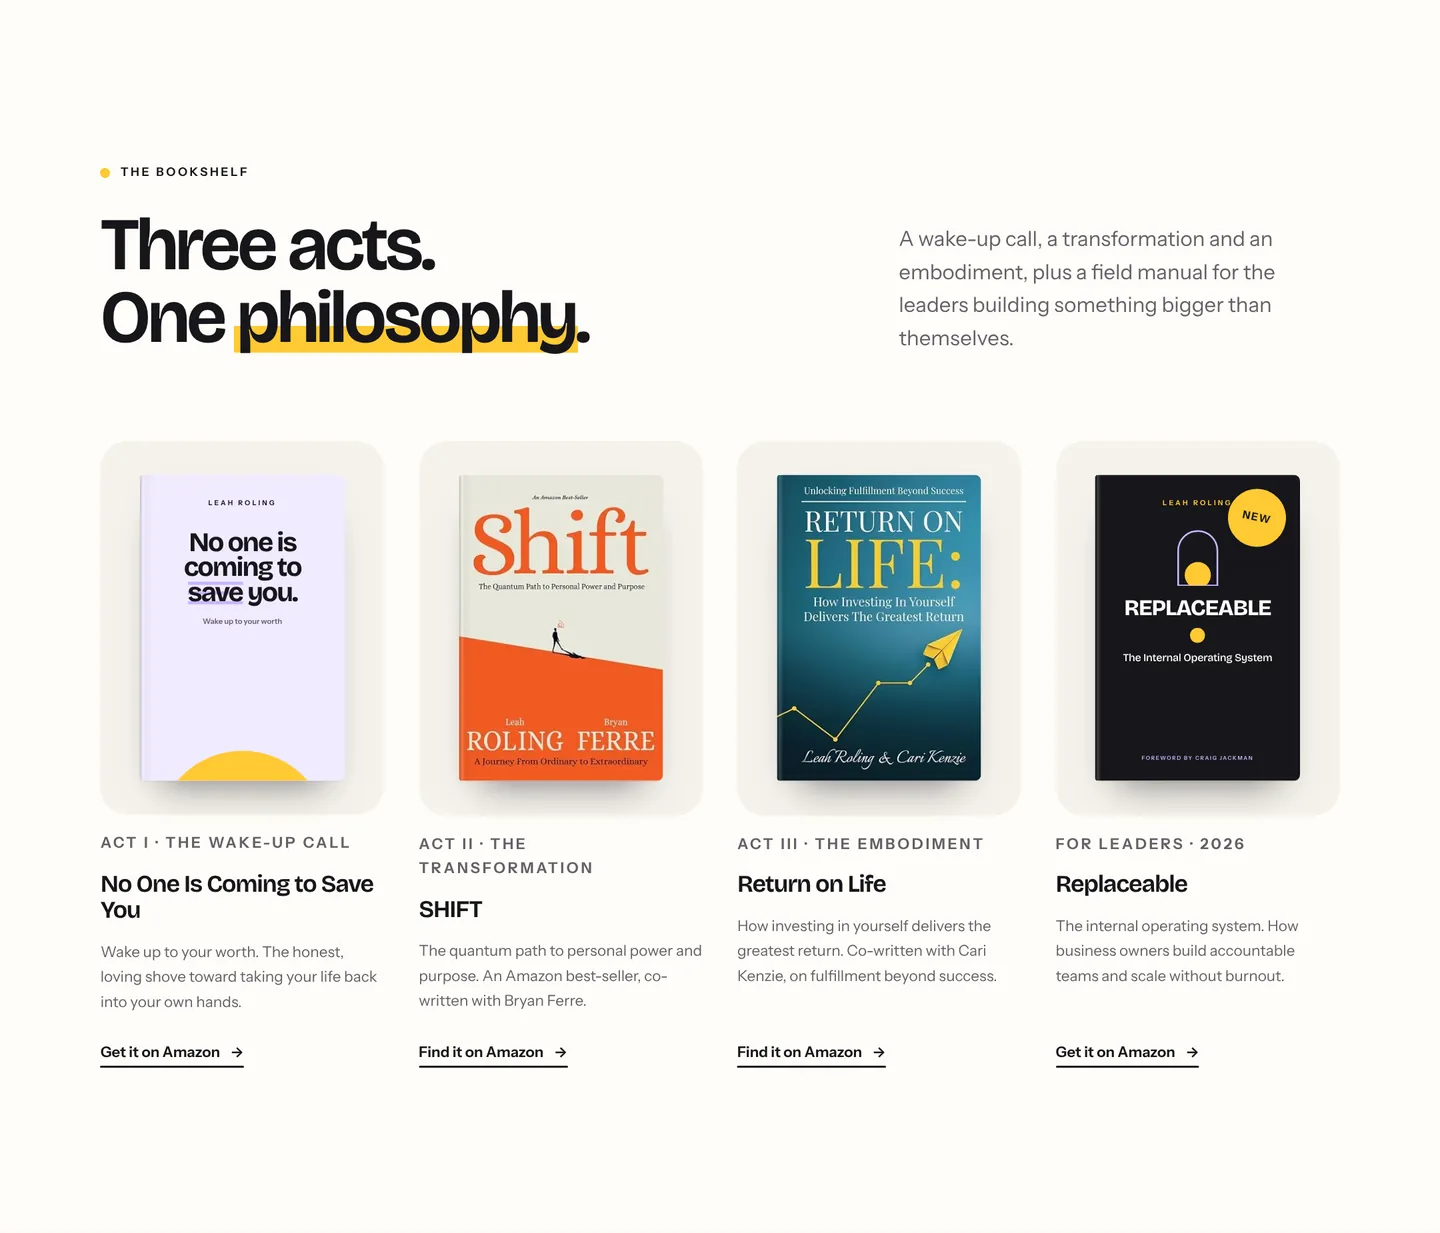 THE BOOKSHELF
Three acts.
One philosophy.
A wake-up call, a transformation and an
embodiment, plus a field manual for the
leaders building something bigger than
themselves.
LEAH ROLING
No one is
coming to
save you.
Wake up to your worth
ACT I · THE WAKE-UP CALL
No One Is Coming to Save
You
Wake up to your worth. The honest,
loving shove toward taking your life back
into your own hands.
Get it on Amazon →
An Amazon Best-Seller
Shift
The Quantum Path to Personal Power and Purpose
Leah Bryan
ROLING FERRE
A Journey From Ordinary to Extraordinary
ACT II · THE
TRANSFORMATION
SHIFT
The quantum path to personal power and
purpose. An Amazon best-seller, co-
written with Bryan Ferre.
Find it on Amazon →
Unlocking Fulfillment Beyond Success
RETURN ON
LIFE:
How Investing In Yourself
Delivers The Greatest Return
Leah Roling & Cari Kenzie
ACT III · THE EMBODIMENT
Return on Life
How investing in yourself delivers the
greatest return. Co-written with Cari
Kenzie, on fulfillment beyond success.
Find it on Amazon →
LEAH ROLING
NEW
REPLACEABLE
The Internal Operating System
FOREWORD BY CRAIG JACKMAN
FOR LEADERS · 2026
Replaceable
The internal operating system. How
business owners build accountable
teams and scale without burnout.
Get it on Amazon →